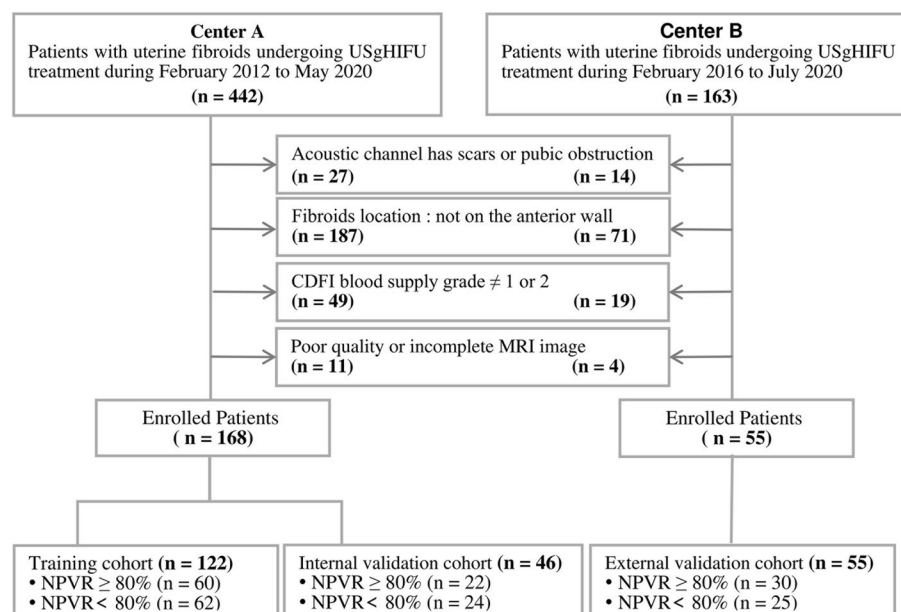 Center A
Patients with uterine fibroids undergoing USgHIFU
treatment during February 2012 to May 2020
(n = 442)
Center B
Patients with uterine fibroids undergoing USgHIFU
treatment during February 2016 to July 2020
(n = 163)
Acoustic channel has scars or pubic obstruction
(n = 27) (n = 14)
Fibroids location : not on the anterior wall
(n = 187) (n = 71)
CDFI blood supply grade ≠ 1 or 2
(n = 49) (n = 19)
Poor quality or incomplete MRI image
(n = 11) (n = 4)
Enrolled Patients
( n = 168)
Enrolled Patients
(n = 55)
Training cohort (n = 122)
• NPVR ≥ 80% (n = 60)
• NPVR < 80% (n = 62)
Internal validation cohort (n = 46)
• NPVR ≥ 80% (n = 22)
• NPVR < 80% (n = 24)
External validation cohort (n = 55)
• NPVR ≥ 80% (n = 30)
• NPVR < 80% (n = 25)